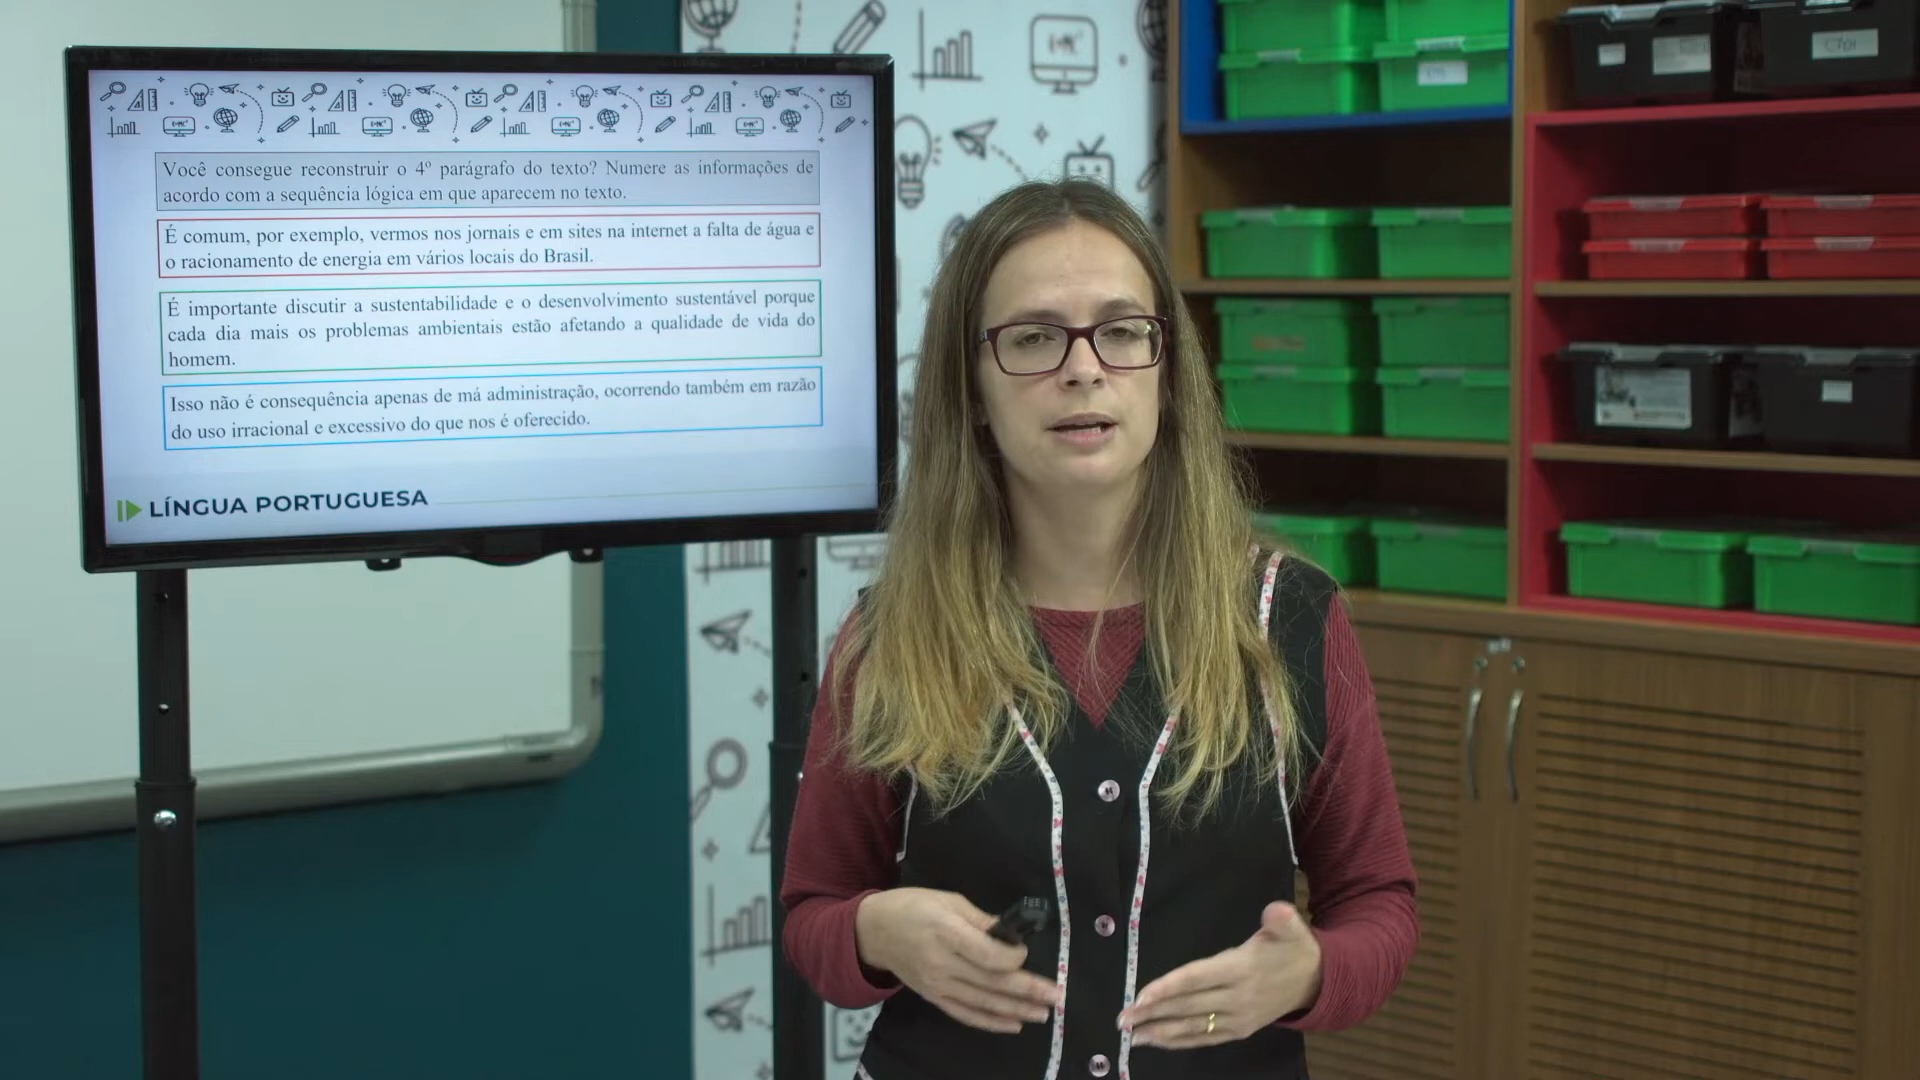 Você consegue reconstruir o 4º parágrafo do texto? Numere as informações de
acordo com a sequência lógica em que aparecem no texto.
É comum, por exemplo, vermos nos jornais e em sites na internet a falta de água e
o racionamento de energia em vários locais do Brasil.
É importante discutir a sustentabilidade e o desenvolvimento sustentável porque
cada dia mais os problemas ambientais estão afetando a qualidade de vida do
homem.
Isso não é consequência apenas de má administração, ocorrendo também em razão
do uso irracional e excessivo do que nos é oferecido.
LÍNGUA PORTUGUESA